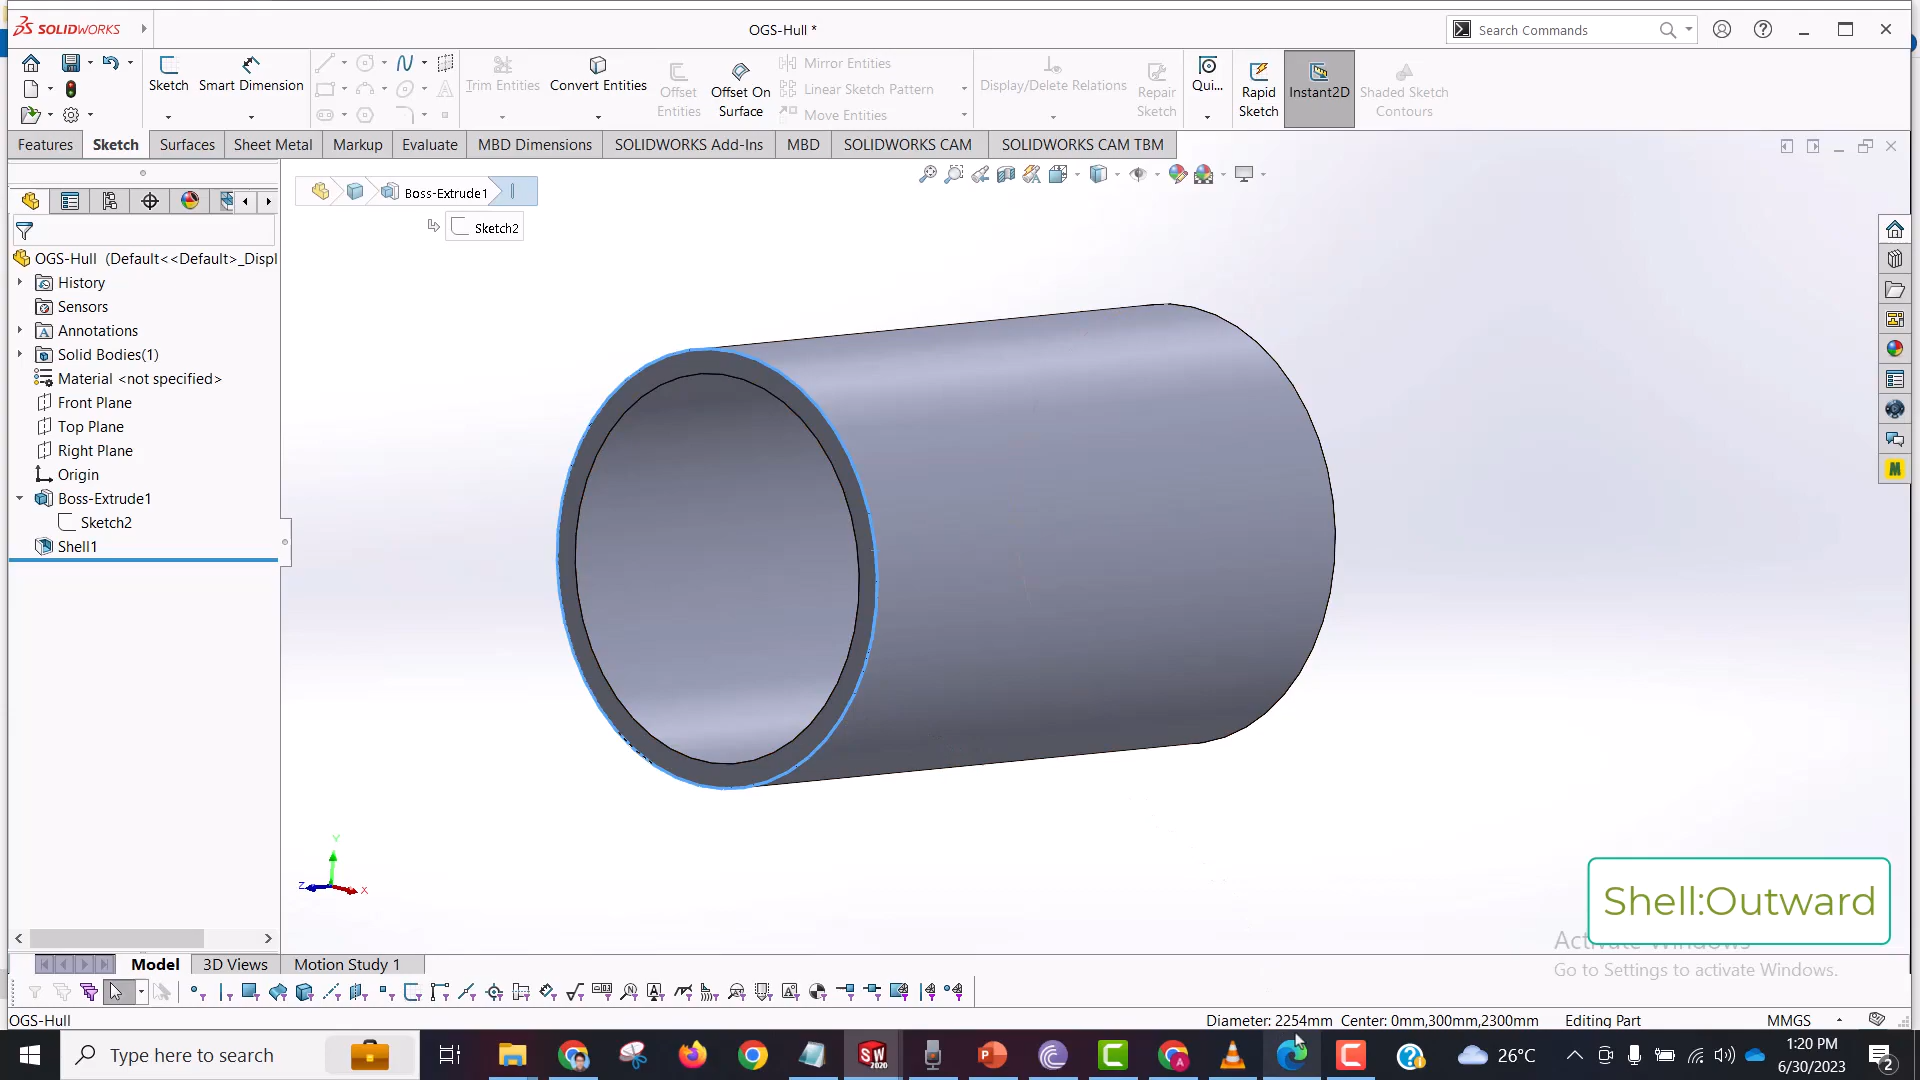 SOLIDWORKS
OGS-Hull *
Search Commands
Sketch
Smart Dimension
Trim Entities
Convert Entities
Offset Entities
Offset On Surface
Mirror Entities
Linear Sketch Pattern
Move Entities
Display/Delete Relations
Repair Sketch
Qui...
Rapid Sketch
Instant2D
Shaded Sketch Contours
Features
Sketch
Surfaces
Sheet Metal
Markup
Evaluate
MBD Dimensions
SOLIDWORKS Add-Ins
MBD
SOLIDWORKS CAM
SOLIDWORKS CAM TBM
Boss-Extrude1
Sketch2
OGS-Hull (Default<<Default>_Displ
History
Sensors
Annotations
Solid Bodies(1)
Material <not specified>
Front Plane
Top Plane
Right Plane
Origin
Boss-Extrude1
Sketch2
Shell1
Y
Z
X
Shell:Outward
Activate Windows
Go to Settings to activate Windows.
Model
3D Views
Motion Study 1
OGS-Hull
Diameter: 2254mm Center: 0mm,300mm,2300mm
Editing Part
MMGS
Type here to search
26°C
1:20 PM
6/30/2023
2